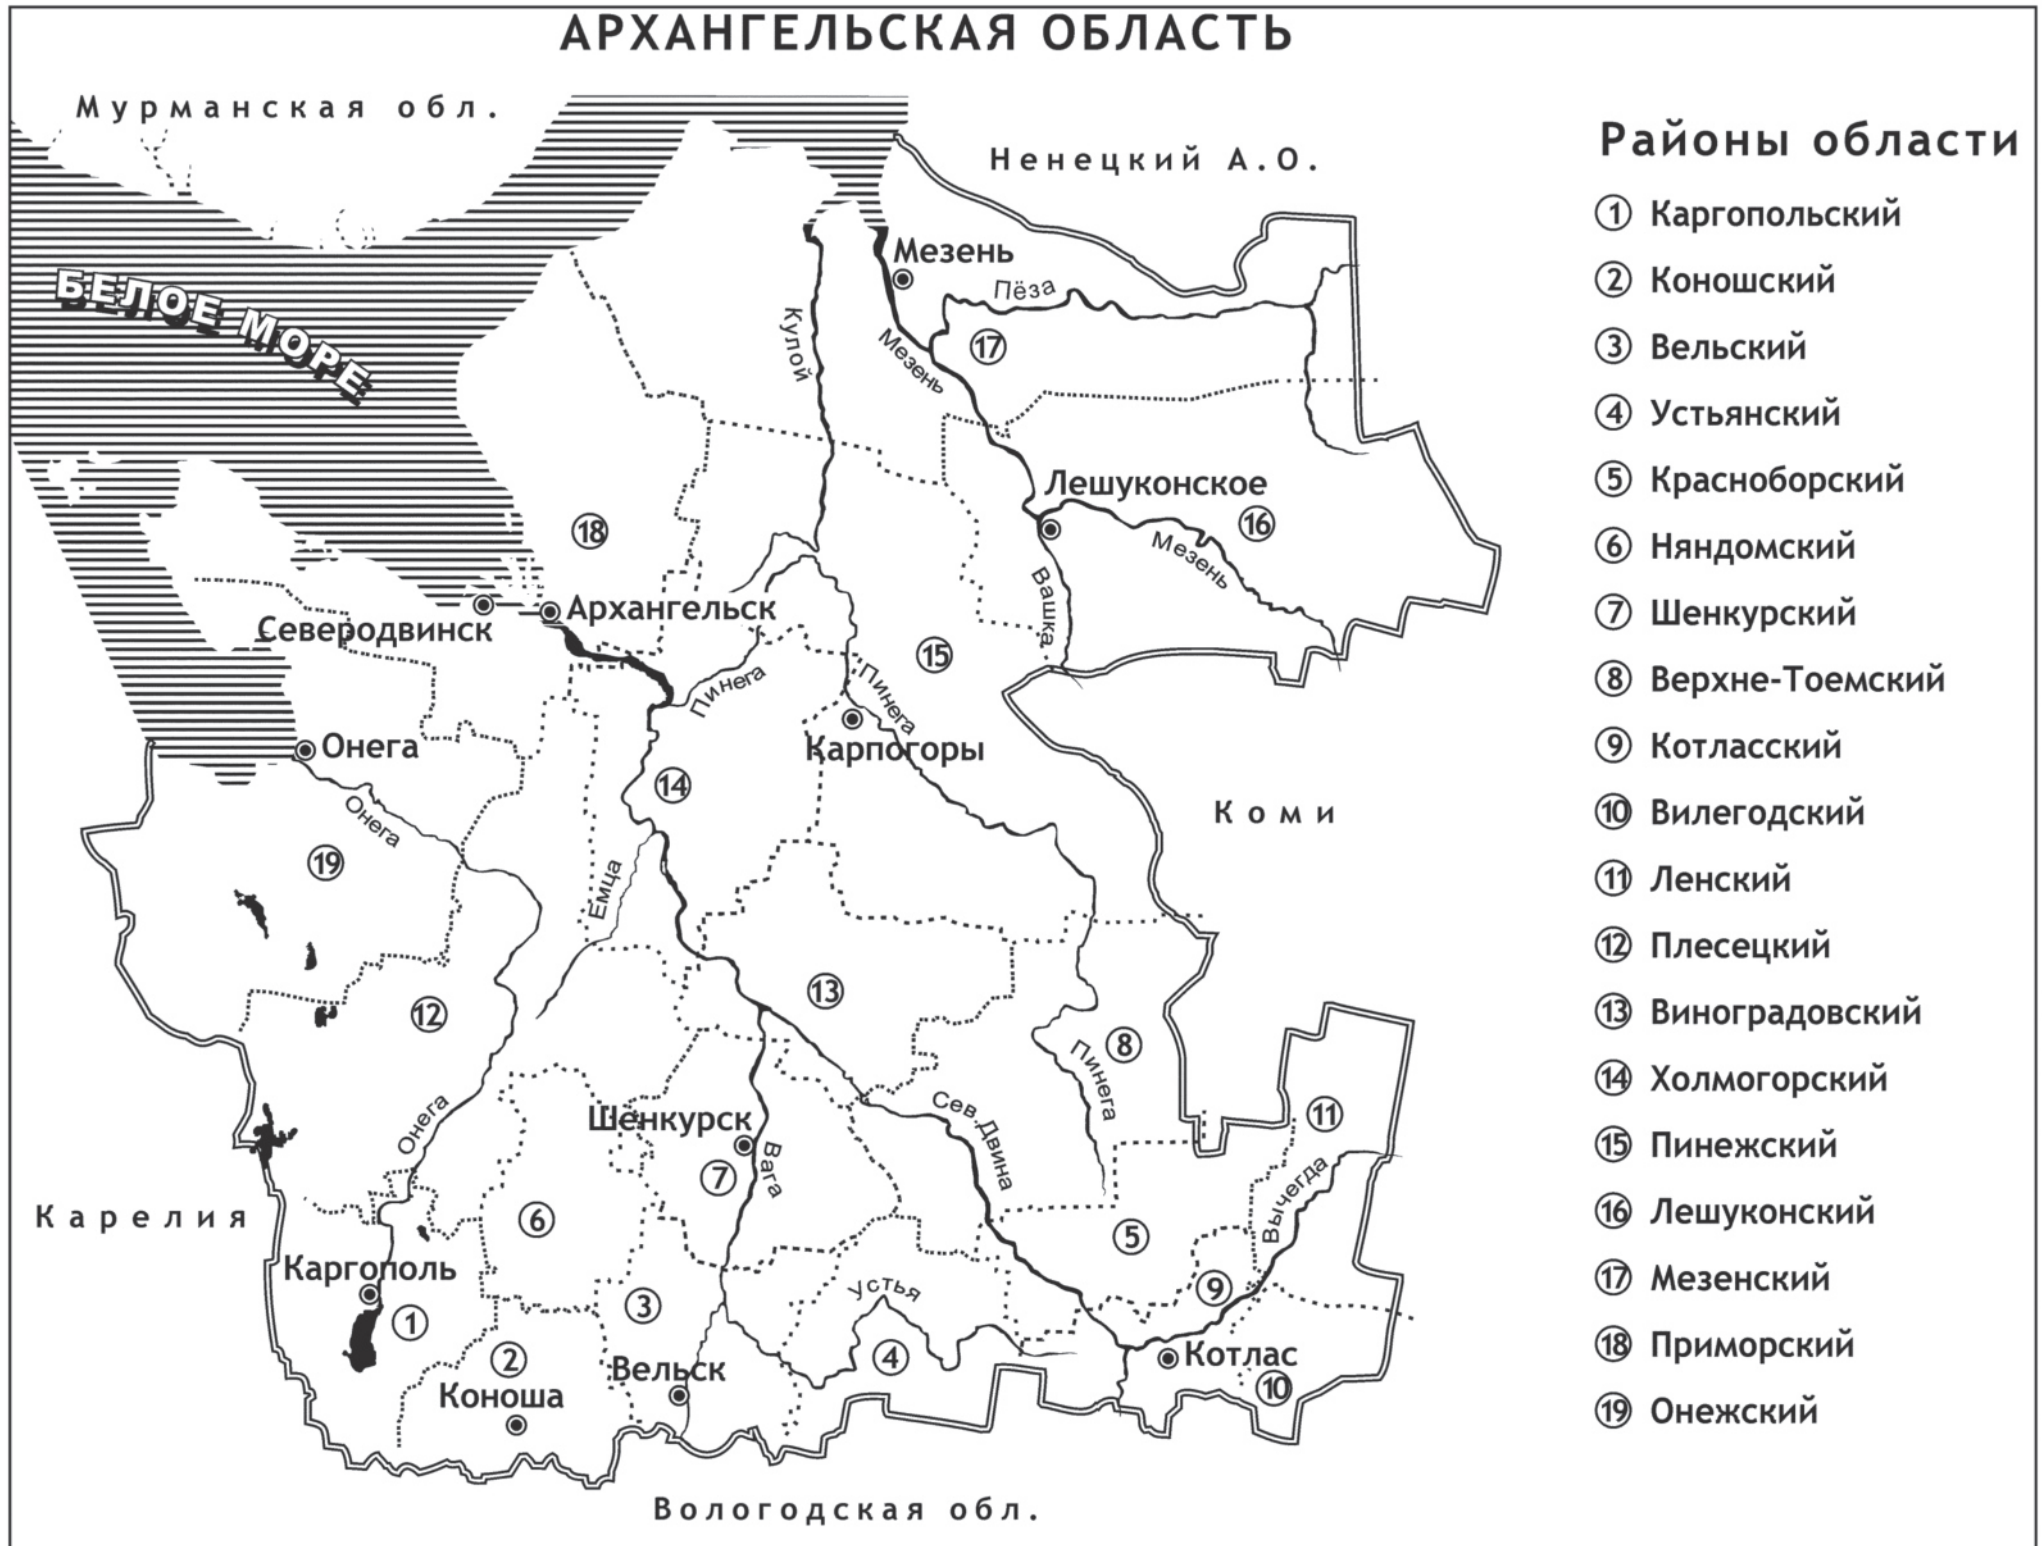 АРХАНГЕЛЬСКАЯ ОБЛАСТЬ
Мурманская обл.
Ненецкий А.О.
БЕЛОЕ МОРЕ
Мезень
Пёза
Кулой
Мезень
17
Лешуконское
16
18
Мезень
Вашка
Северодвинск
Архангельск
15
Пинега
Пинега
Карпогоры
Онега
14
Онега
Коми
19
Емца
12
13
8
Пинега
Онега
Шенкурск
Сев. Двина
11
Вага
7
Вычегда
Карелия
6
5
Каргополь
Устья
9
1
3
2
4
Вельск
Котлас
10
Коноша
Вологодская обл.
Районы области
1 Каргопольский
2 Коношский
3 Вельский
4 Устьянский
5 Красноборский
6 Няндомский
7 Шенкурский
8 Верхне-Тоемский
9 Котласский
10 Вилегодский
11 Ленский
12 Плесецкий
13 Виноградовский
14 Холмогорский
15 Пинежский
16 Лешуконский
17 Мезенский
18 Приморский
19 Онежский